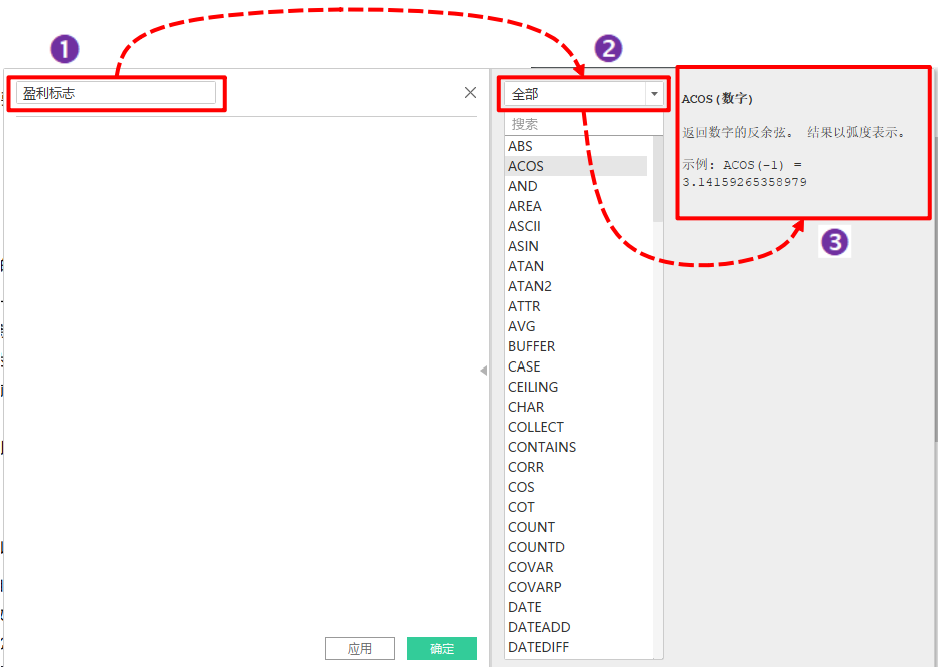 1
2
3
盈利标志
全部
搜索
ABS
ACOS
AND
AREA
ASCII
ASIN
ATAN
ATAN2
ATTR
AVG
BUFFER
CASE
CEILING
CHAR
COLLECT
CONTAINS
CORR
COS
COT
COUNT
COUNTD
COVAR
COVARP
DATE
DATEADD
DATEDIFF
ACOS(数字)
返回数字的反余弦。 结果以弧度表示。
示例: ACOS(-1) =
3.14159265358979
应用
确定